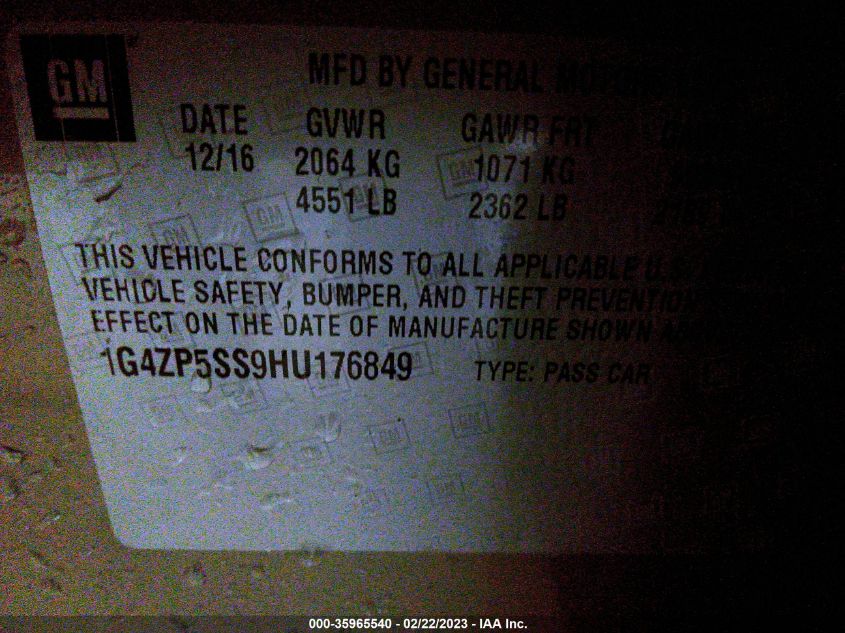 GM
MFD BY GENERAL MOTORS
DATE GVWR GAWR FRT
12/16 2064 KG 1071 KG
4551 LB 2362 LB
THIS VEHICLE CONFORMS TO ALL APPLICABLE U.S.
VEHICLE SAFETY, BUMPER, AND THEFT PREVENTION
EFFECT ON THE DATE OF MANUFACTURE SHOWN
1G4ZP5SS9HU176849 TYPE: PASS CAR
000-35965540 - 02/22/2023 - IAA Inc.